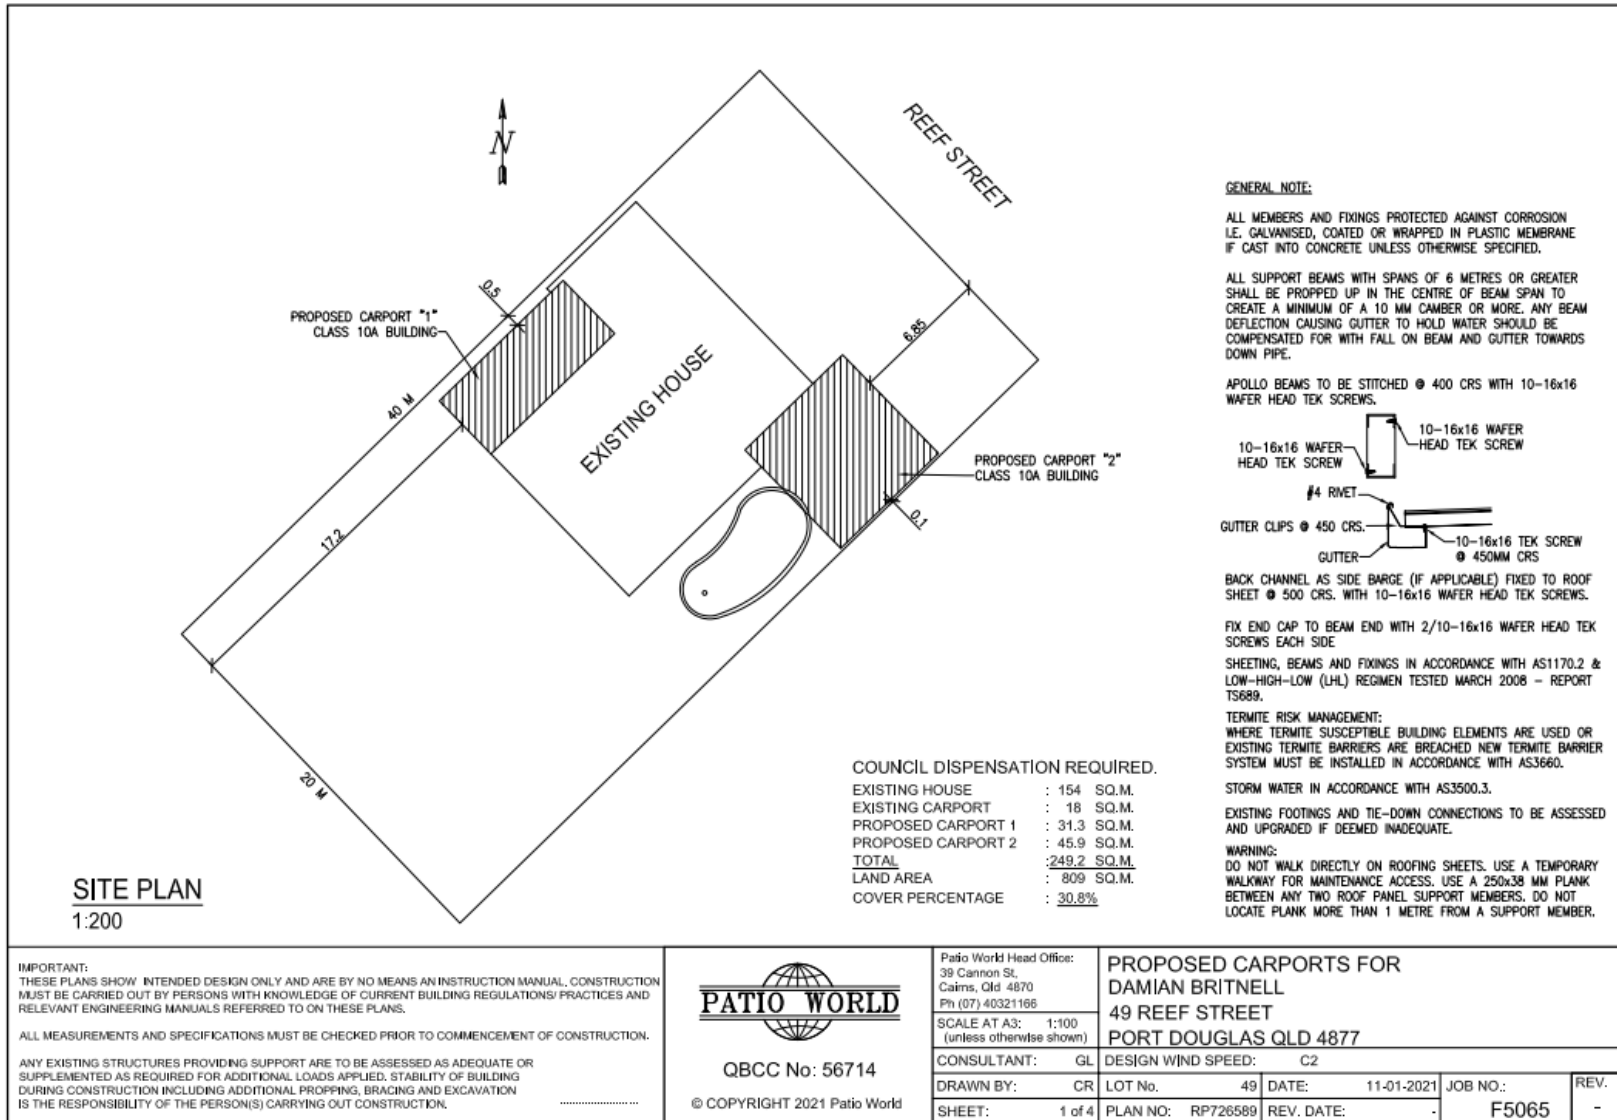 N
REEF STREET
0.5
PROPOSED CARPORT "1"
CLASS 10A BUILDING
40 M
6.85
EXISTING HOUSE
PROPOSED CARPORT "2"
CLASS 10A BUILDING
0.1
17.2
20 M
SITE PLAN
1:200
COUNCIL DISPENSATION REQUIRED.
EXISTING HOUSE : 154 SQ.M.
EXISTING CARPORT : 18 SQ.M.
PROPOSED CARPORT 1 : 31.3 SQ.M.
PROPOSED CARPORT 2 : 45.9 SQ.M.
TOTAL :249.2 SQ.M.
LAND AREA : 809 SQ.M.
COVER PERCENTAGE : 30.8%
GENERAL NOTE:
ALL MEMBERS AND FIXINGS PROTECTED AGAINST CORROSION
I.E. GALVANISED, COATED OR WRAPPED IN PLASTIC MEMBRANE
IF CAST INTO CONCRETE UNLESS OTHERWISE SPECIFIED.
ALL SUPPORT BEAMS WITH SPANS OF 6 METRES OR GREATER
SHALL BE PROPPED UP IN THE CENTRE OF BEAM SPAN TO
CREATE A MINIMUM OF A 10 MM CAMBER OR MORE. ANY BEAM
DEFLECTION CAUSING GUTTER TO HOLD WATER SHOULD BE
COMPENSATED FOR WITH FALL ON BEAM AND GUTTER TOWARDS
DOWN PIPE.
APOLLO BEAMS TO BE STITCHED @ 400 CRS WITH 10-16x16
WAFER HEAD TEK SCREWS.
10-16x16 WAFER
HEAD TEK SCREW
10-16x16 WAFER
HEAD TEK SCREW
#4 RIVET
GUTTER CLIPS @ 450 CRS.
10-16x16 TEK SCREW
@ 450MM CRS
GUTTER
BACK CHANNEL AS SIDE BARGE (IF APPLICABLE) FIXED TO ROOF
SHEET @ 500 CRS. WITH 10-16x16 WAFER HEAD TEK SCREWS.
FIX END CAP TO BEAM END WITH 2/10-16x16 WAFER HEAD TEK
SCREWS EACH SIDE
SHEETING, BEAMS AND FIXINGS IN ACCORDANCE WITH AS1170.2 &
LOW-HIGH-LOW (LHL) REGIMEN TESTED MARCH 2008 - REPORT
TS689.
TERMITE RISK MANAGEMENT:
WHERE TERMITE SUSCEPTIBLE BUILDING ELEMENTS ARE USED OR
EXISTING TERMITE BARRIERS ARE BREACHED NEW TERMITE BARRIER
SYSTEM MUST BE INSTALLED IN ACCORDANCE WITH AS3660.
STORM WATER IN ACCORDANCE WITH AS3500.3.
EXISTING FOOTINGS AND TIE-DOWN CONNECTIONS TO BE ASSESSED
AND UPGRADED IF DEEMED INADEQUATE.
WARNING:
DO NOT WALK DIRECTLY ON ROOFING SHEETS. USE A TEMPORARY
WALKWAY FOR MAINTENANCE ACCESS. USE A 250x38 MM PLANK
BETWEEN ANY TWO ROOF PANEL SUPPORT MEMBERS. DO NOT
LOCATE PLANK MORE THAN 1 METRE FROM A SUPPORT MEMBER.
IMPORTANT:
THESE PLANS SHOW INTENDED DESIGN ONLY AND ARE BY NO MEANS AN INSTRUCTION MANUAL. CONSTRUCTION
MUST BE CARRIED OUT BY PERSONS WITH KNOWLEDGE OF CURRENT BUILDING REGULATIONS/ PRACTICES AND
RELEVANT ENGINEERING MANUALS REFERRED TO ON THESE PLANS.
ALL MEASUREMENTS AND SPECIFICATIONS MUST BE CHECKED PRIOR TO COMMENCEMENT OF CONSTRUCTION.
ANY EXISTING STRUCTURES PROVIDING SUPPORT ARE TO BE ASSESSED AS ADEQUATE OR
SUPPLEMENTED AS REQUIRED FOR ADDITIONAL LOADS APPLIED. STABILITY OF BUILDING
DURING CONSTRUCTION INCLUDING ADDITIONAL PROPPING, BRACING AND EXCAVATION
IS THE RESPONSIBILITY OF THE PERSON(S) CARRYING OUT CONSTRUCTION. ....................
PATIO WORLD
QBCC No: 56714
© COPYRIGHT 2021 Patio World
Patio World Head Office:
39 Cannon St,
Cairns, Qld 4870
Ph (07) 40321166
SCALE AT A3: 1:100
(unless otherwise shown)
PROPOSED CARPORTS FOR
DAMIAN BRITNELL
49 REEF STREET
PORT DOUGLAS QLD 4877
CONSULTANT: GL DESIGN WIND SPEED: C2
DRAWN BY: CR LOT No. 49 DATE: 11-01-2021 JOB NO.: REV.
SHEET: 1 of 4 PLAN NO: RP726589 REV. DATE: - F5065 -